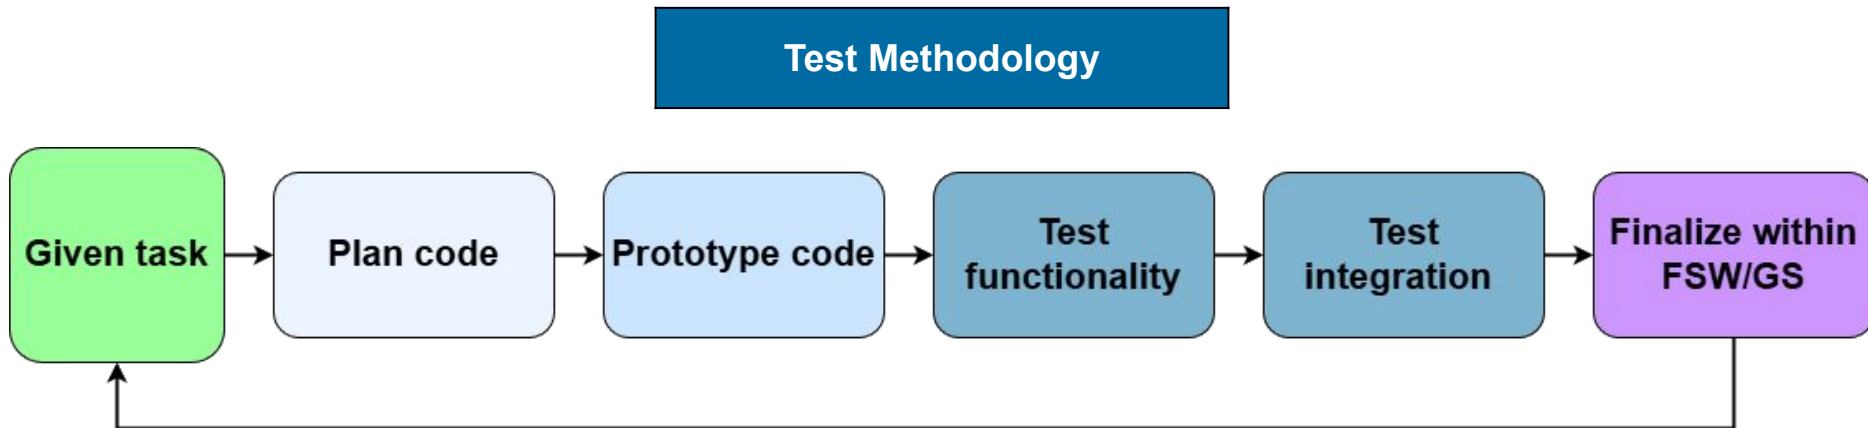 Test Methodology
Given task
Plan code
Prototype code
Test
functionality
Test
integration
Finalize within
FSW/GS